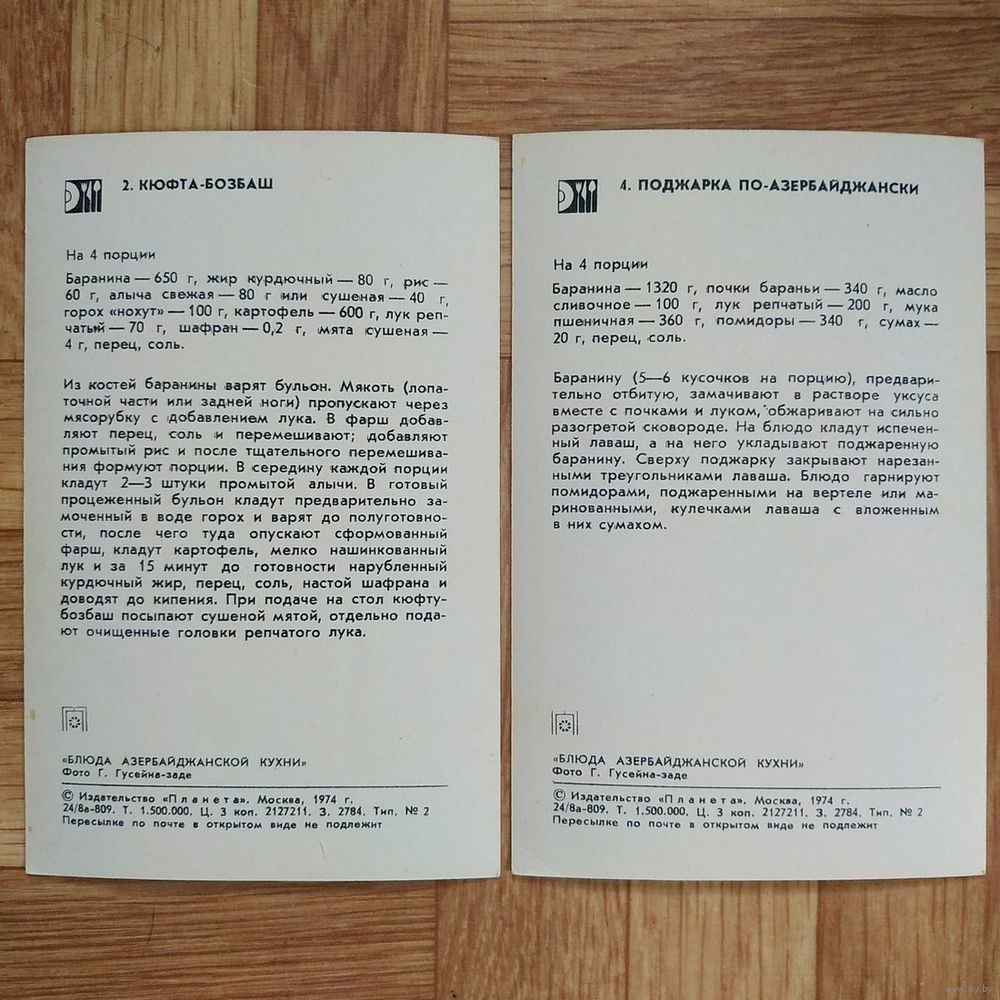 2. КЮФТА-БОЗБАШ
На 4 порции
Баранина — 650 г, жир курдючный — 80 г, рис —
60 г, алыча свежая — 80 г или сушеная — 40 г,
горох «нохут» — 100 г, картофель — 600 г, лук реп-
чатый — 70 г, шафран — 0,2 г, мята сушеная —
4 г, перец, соль.
Из костей баранины варят бульон. Мякоть (лопа-
точной части или задней ноги) пропускают через
мясорубку с добавлением лука. В фарш добав-
ляют перец, соль и перемешивают; добавляют
промытый рис и после тщательного перемешива-
ния формуют порции. В середину каждой порции
кладут 2—3 штуки промытой алычи. В готовый
процеженный бульон кладут предварительно за-
моченный в воде горох и варят до полуготовно-
сти, после чего туда опускают сформованный
фарш, кладут картофель, мелко нашинкованный
лук и за 15 минут до готовности нарубленный
курдючный жир, перец, соль, настой шафрана и
доводят до кипения. При подаче на стол кюфту-
бозбаш посыпают сушеной мятой, отдельно пода-
ют очищенные головки репчатого лука.
«БЛЮДА АЗЕРБАЙДЖАНСКОЙ КУХНИ»
Фото Г. Гусейна-заде
© Издательство «Планета». Москва, 1974 г.
24/8а-809. Т. 1.500.000. Ц. 3 коп. 2127211. З. 2784. Тип. № 2
Пересылке по почте в открытом виде не подлежит
4. ПОДЖАРКА ПО-АЗЕРБАЙДЖАНСКИ
На 4 порции
Баранина — 1320 г, почки бараньи — 340 г, масло
сливочное — 100 г, лук репчатый — 200 г, мука
пшеничная — 360 г, помидоры — 340 г, сумах —
20 г, перец, соль.
Баранину (5—6 кусочков на порцию), предвари-
тельно отбитую, замачивают в растворе уксуса
вместе с почками и луком, обжаривают на сильно
разогретой сковороде. На блюдо кладут испечен-
ный лаваш, а на него укладывают поджаренную
баранину. Сверху поджарку закрывают нарезан-
ными треугольниками лаваша. Блюдо гарнируют
помидорами, поджаренными на вертеле или ма-
ринованными, кулечками лаваша с вложенным
в них сумахом.
«БЛЮДА АЗЕРБАЙДЖАНСКОЙ КУХНИ»
Фото Г. Гусейна-заде
© Издательство «Планета». Москва, 1974 г.
24/8а-809. Т. 1.500.000. Ц. 3 коп. 2127211. З. 2784. Тип. № 2
Пересылке по почте в открытом виде не подлежит